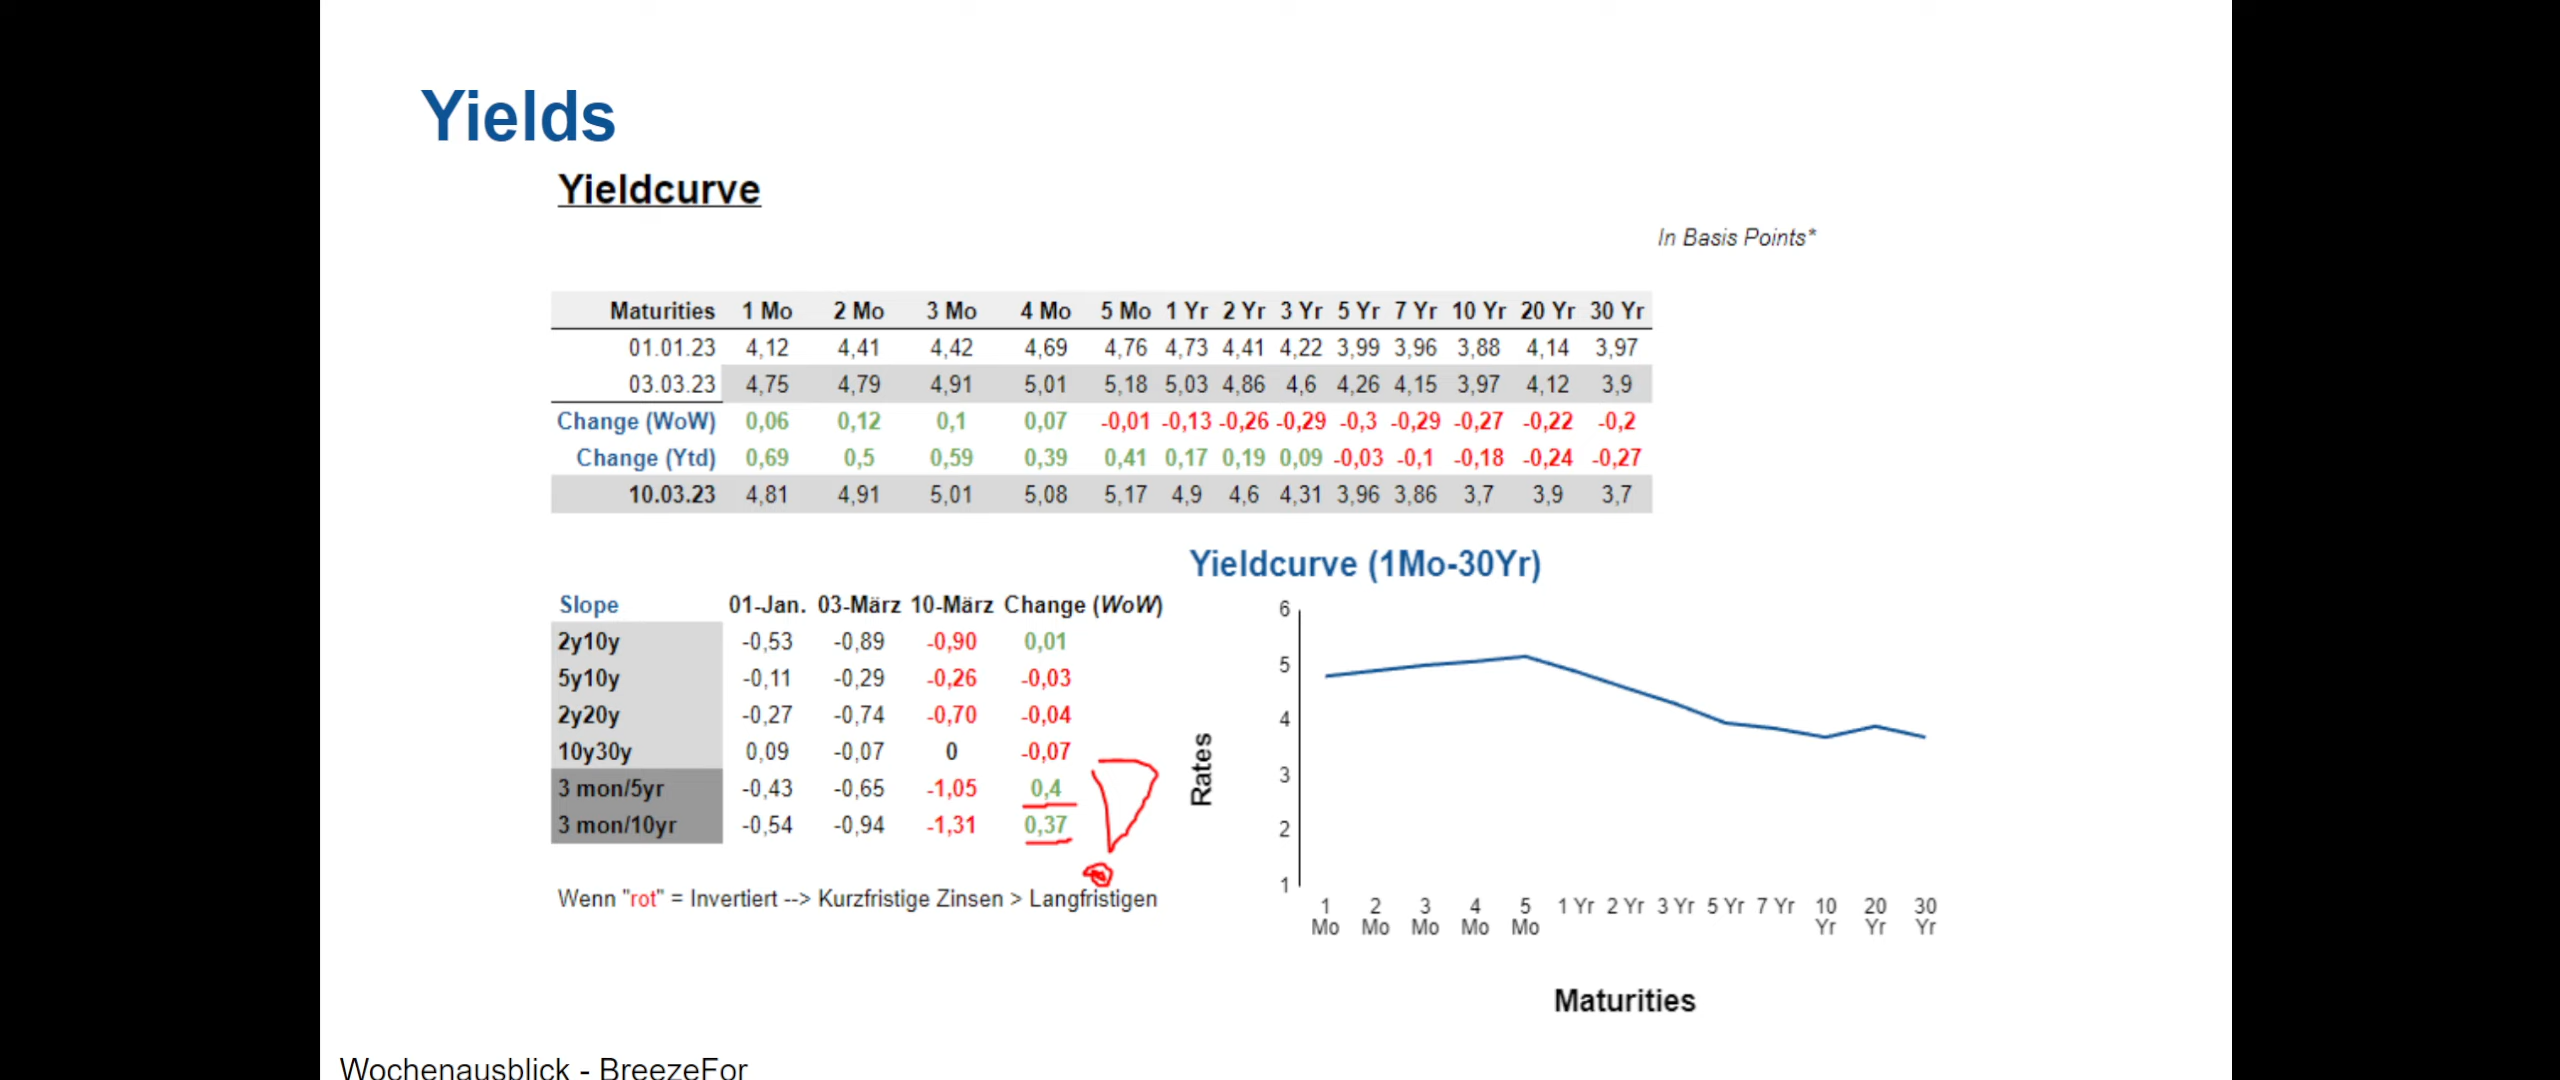 Yields
Yieldcurve
In Basis Points*
Maturities 1 Mo 2 Mo 3 Mo 4 Mo 5 Mo 1 Yr 2 Yr 3 Yr 5 Yr 7 Yr 10 Yr 20 Yr 30 Yr
01.01.23 4,12 4,41 4,42 4,69 4,76 4,73 4,41 4,22 3,99 3,96 3,88 4,14 3,97
03.03.23 4,75 4,79 4,91 5,01 5,18 5,03 4,86 4,6 4,26 4,15 3,97 4,12 3,9
Change (WoW) 0,06 0,12 0,1 0,07 -0,01 -0,13 -0,26 -0,29 -0,3 -0,29 -0,27 -0,22 -0,2
Change (Ytd) 0,69 0,5 0,59 0,39 0,41 0,17 0,19 0,09 -0,03 -0,1 -0,18 -0,24 -0,27
10.03.23 4,81 4,91 5,01 5,08 5,17 4,9 4,6 4,31 3,96 3,86 3,7 3,9 3,7
Slope 01-Jan. 03-März 10-März Change (WoW)
2y10y -0,53 -0,89 -0,90 0,01
5y10y -0,11 -0,29 -0,26 -0,03
2y20y -0,27 -0,74 -0,70 -0,04
10y30y 0,09 -0,07 0 -0,07
3 mon/5yr -0,43 -0,65 -1,05 0,4
3 mon/10yr -0,54 -0,94 -1,31 0,37
Wenn "rot" = Invertiert --> Kurzfristige Zinsen > Langfristigen
Yieldcurve (1Mo-30Yr)
6
5
4
3
2
1
Rates
1 Mo 2 Mo 3 Mo 4 Mo 5 Mo 1 Yr 2 Yr 3 Yr 5 Yr 7 Yr 10 Yr 20 Yr 30 Yr
Maturities
Wochenausblick - BreezeFor